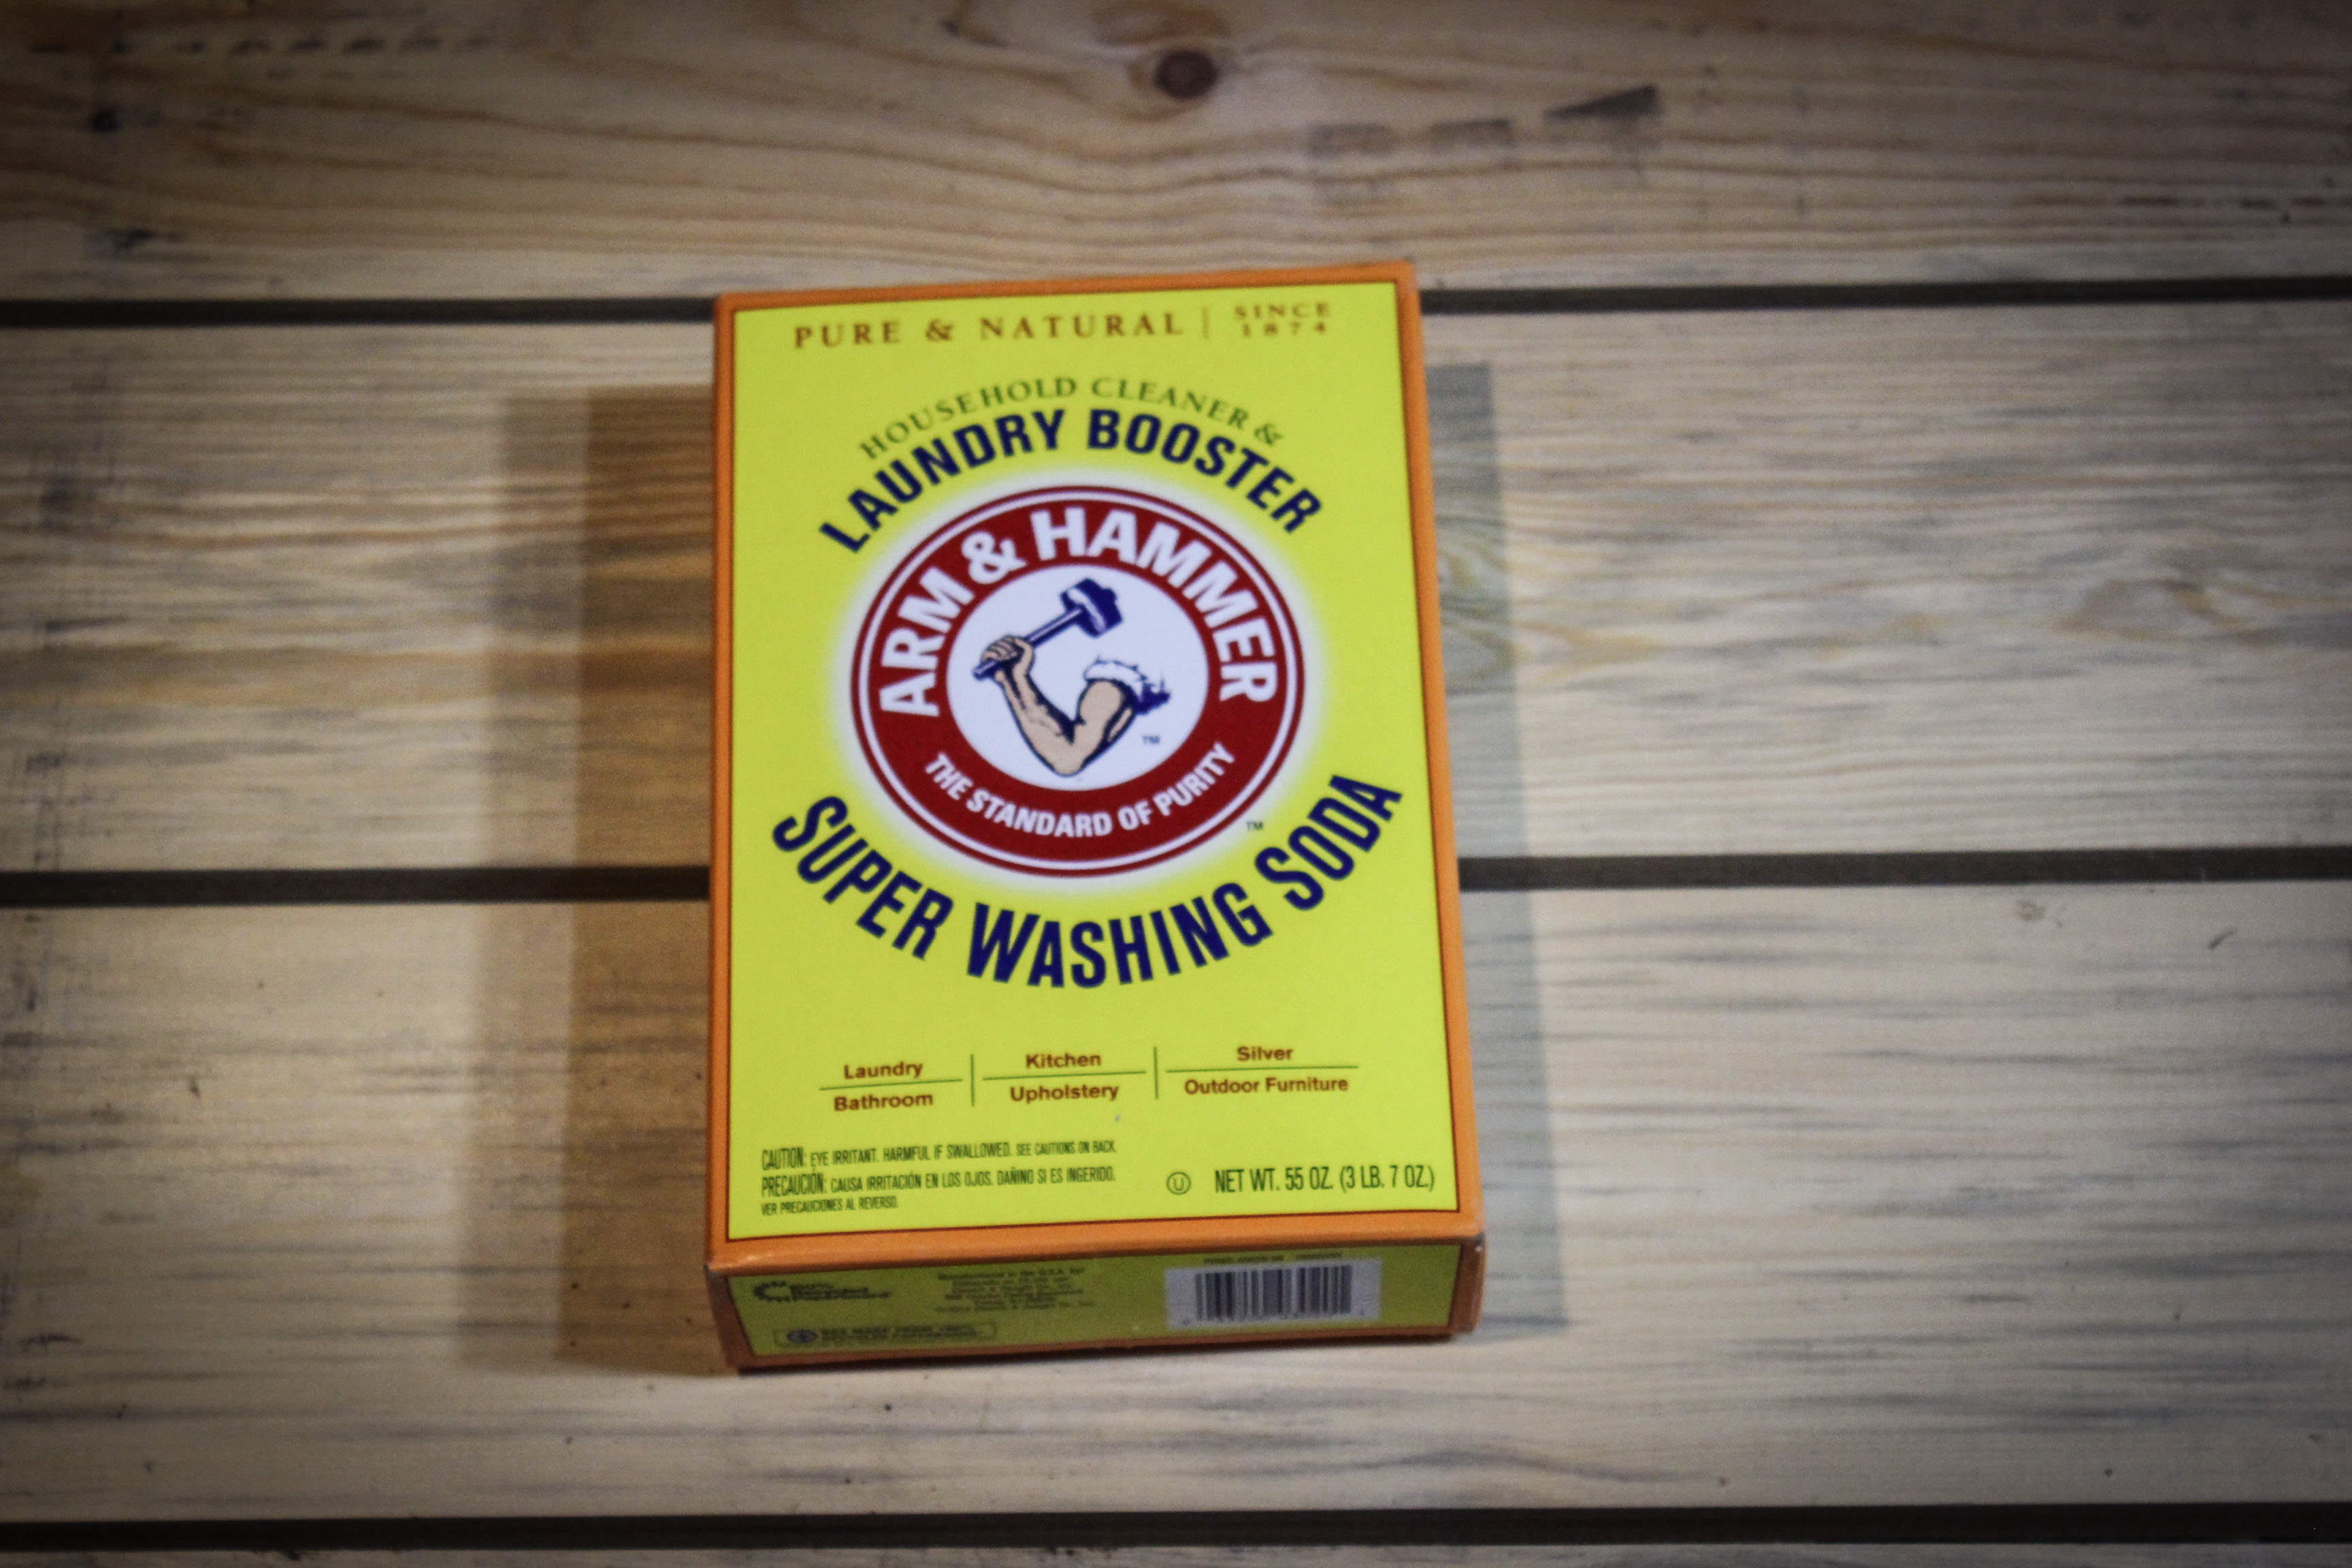 PURE & NATURAL | SINCE 1874
HOUSEHOLD CLEANER &
LAUNDRY BOOSTER
ARM & HAMMER
TM
THE STANDARD OF PURITY
TM
SUPER WASHING SODA
Laundry
Bathroom
Kitchen
Upholstery
Silver
Outdoor Furniture
CAUTION: EYE IRRITANT. HARMFUL IF SWALLOWED. SEE CAUTIONS ON BACK.
PRECAUCIÓN: CAUSA IRRITACIÓN EN LOS OJOS. DAÑINO SI ES INGERIDO.
VER PRECAUCIONES AL REVERSO.
U NET WT. 55 OZ. (3 LB. 7 OZ.)
100%
Recycled
Paperboard